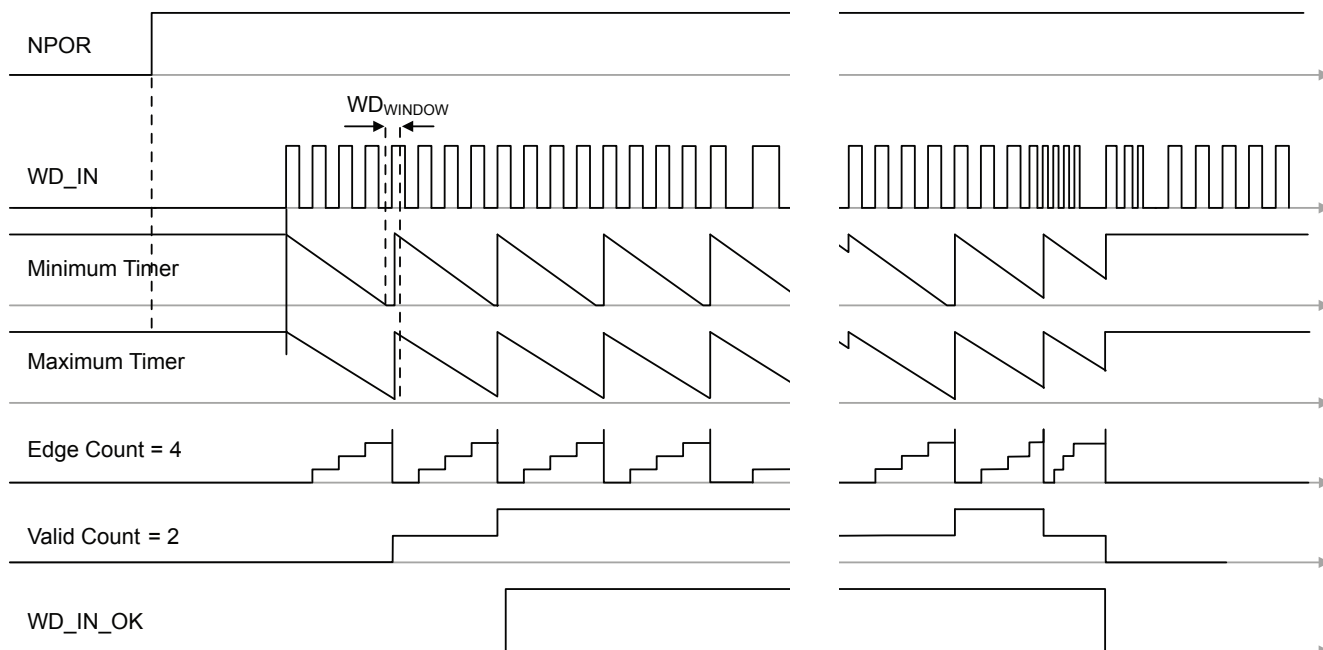 NPOR
WDWINDOW
WD_IN
Minimum Timer
Maximum Timer
Edge Count = 4
Valid Count = 2
WD_IN_OK